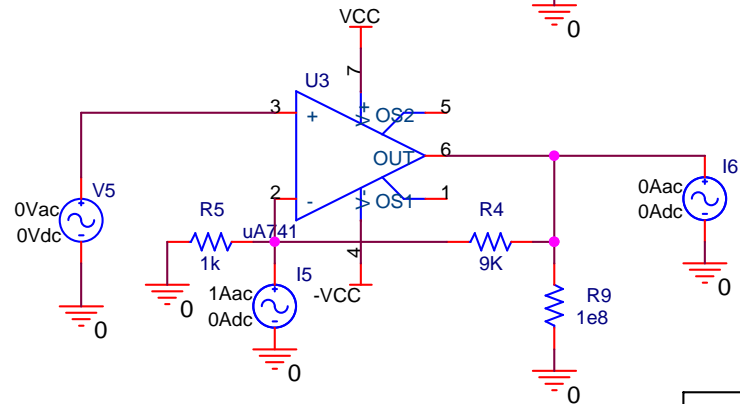 0
VCC
U3
7
V+
OS2
5
3
+
OUT
6
2
-
V-
OS1
1
uA741
4
-VCC
V5
0Vac
0Vdc
0
R5
1k
0
I5
1Aac
0Adc
0
R4
9K
R9
1e8
0
I6
0Aac
0Adc
0